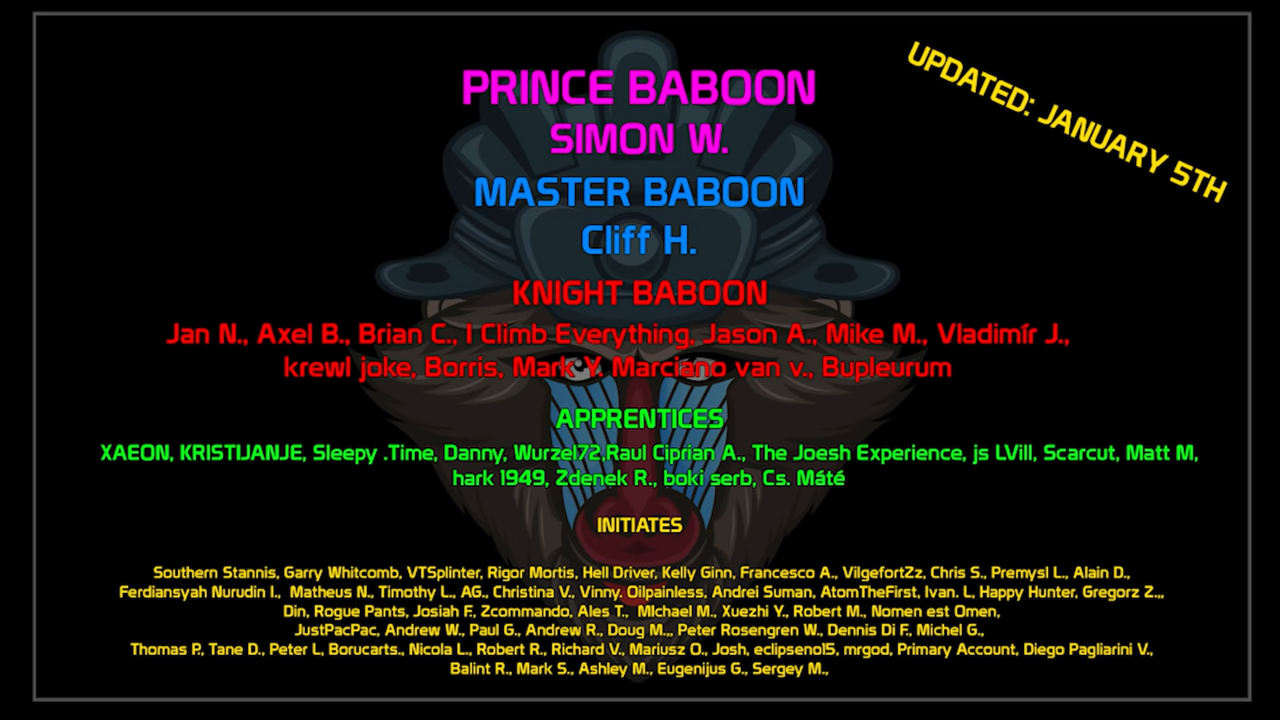 PRINCE BABOON
SIMON W.
UPDATED: JANUARY 5TH
MASTER BABOON
Cliff H.
KNIGHT BABOON
Jan N., Axel B., Brian C., I Climb Everything, Jason A., Mike M., Vladimír J.,
krewl joke, Borris, Mark Y. Marciano van v., Bupleurum
APPRENTICES
XAEON, KRISTIJANJE, Sleepy .Time, Danny, Wurzel72,Raul Ciprian A., The Joesh Experience, js LVill, Scarcut, Matt M,
hark 1949, Zdenek R., boki serb, Cs. Máté
INITIATES
Southern Stannis, Garry Whitcomb, VTSplinter, Rigor Mortis, Hell Driver, Kelly Ginn, Francesco A., VilgefortZz, Chris S., Premysl L., Alain D.,
Ferdiansyah Nurudin I.,  Matheus N., Timothy L., AG., Christina V., Vinny. Oilpainless, Andrei Suman, AtomTheFirst, Ivan. L, Happy Hunter, Gregorz Z.,,
Din, Rogue Pants, Josiah F., Zcommando, Ales T.,  MIchael M., Xuezhi Y., Robert M., Nomen est Omen,
JustPacPac, Andrew W., Paul G., Andrew R., Doug M.,, Peter Rosengren W., Dennis Di F., Michel G.,
Thomas P., Tane D., Peter L, Borucarts., Nicola L., Robert R., Richard V., Mariusz O., Josh, eclipseno15, mrgod, Primary Account, Diego Pagliarini V.,
Balint R., Mark S., Ashley M., Eugenijus G., Sergey M.,